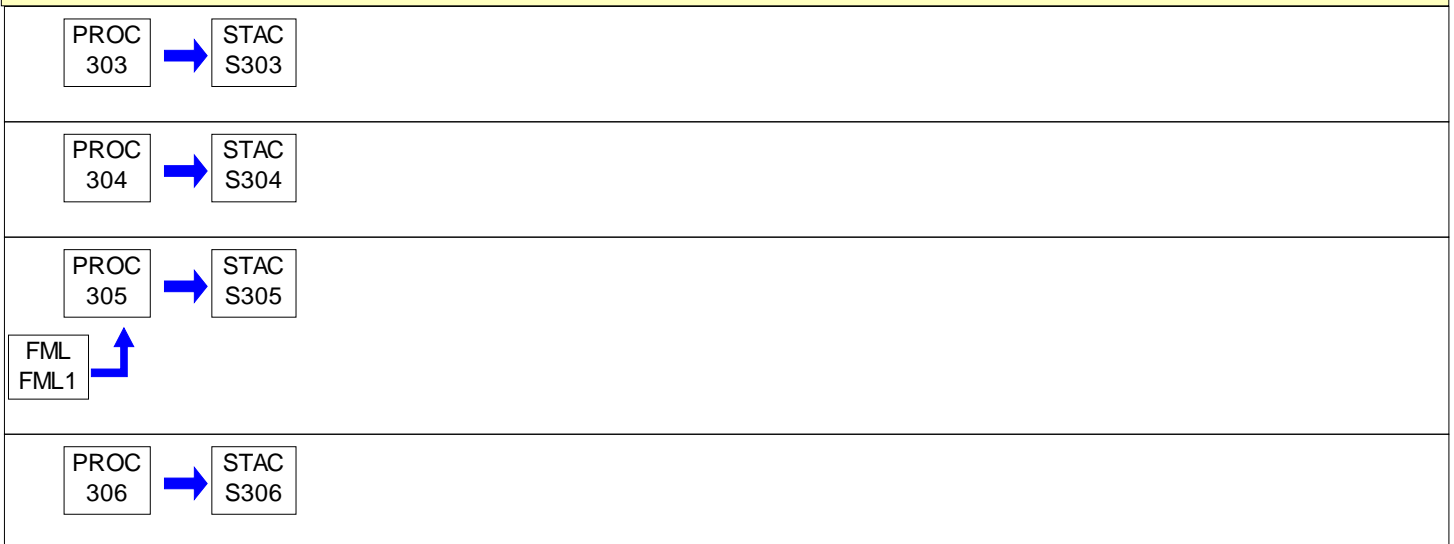 PROC
303
STAC
S303
PROC
304
STAC
S304
PROC
305
STAC
S305
FML
FML1
PROC
306
STAC
S306